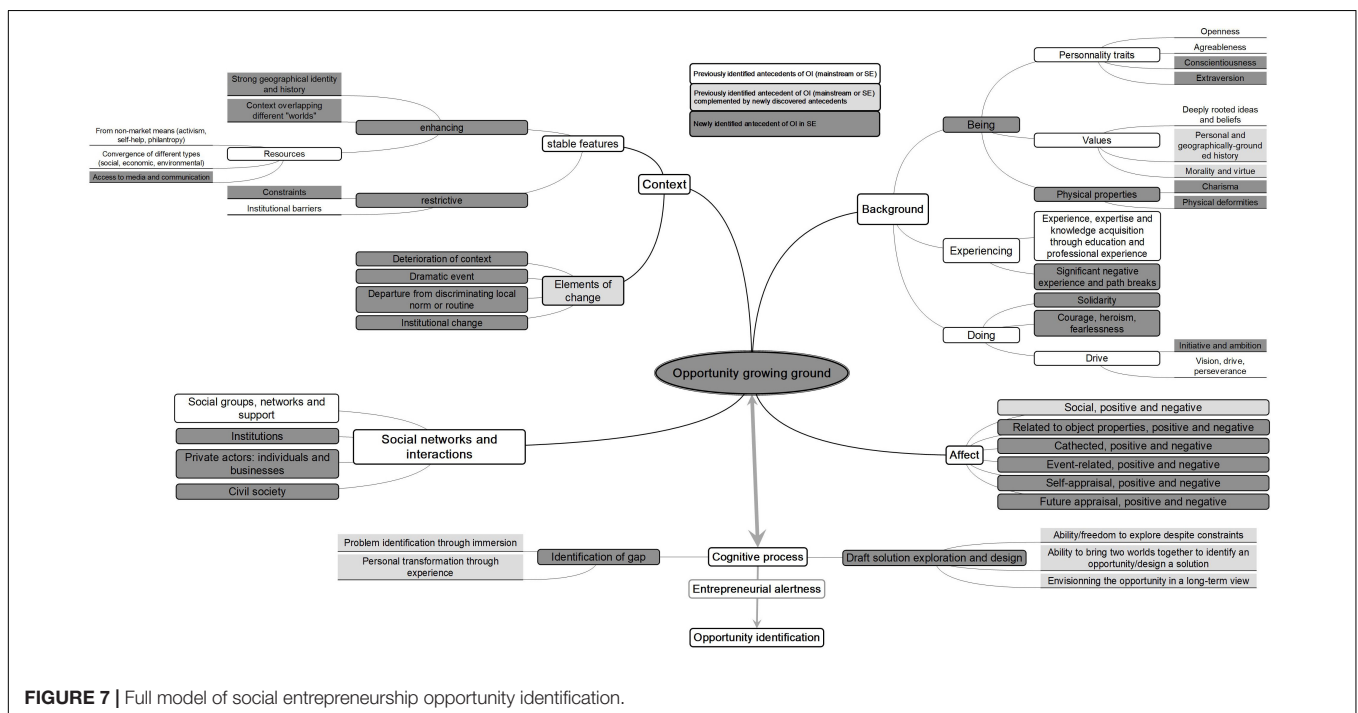 Strong geographical identity
and history
Context overlapping
different "worlds"
enhancing
From non-market means (activism,
self-help, philantropy)
Convergence of different types
(social, economic, environmental)
Access to media and communication
Resources
stable features
Constraints
Institutional barriers
restrictive
Context
Deterioration of context
Dramatic event
Departure from discriminating local
norm or routine
Institutional change
Elements of
change
Previously identified antecedents of OI (mainstream or SE)
Previously identified antecedent of OI (mainstream or SE)
complemented by newly discovered antecedents
Newly identified antecedent of OI in SE
Background
Being
Personnality traits
Openness
Agreableness
Conscientiousness
Extraversion
Values
Deeply rooted ideas
and beliefs
Personal and
geographically-ground
ed history
Morality and virtue
Physical properties
Charisma
Physical deformities
Experiencing
Experience, expertise and
knowledge acquisition
through education and
professional experience
Significant negative
experience and path breaks
Doing
Solidarity
Courage, heroism,
fearlessness
Drive
Initiative and ambition
Vision, drive,
perseverance
Opportunity growing ground
Social groups, networks and
support
Institutions
Private actors: individuals and
businesses
Civil society
Social networks and
interactions
Affect
Social, positive and negative
Related to object properties, positive and negative
Cathected, positive and negative
Event-related, positive and negative
Self-appraisal, positive and negative
Future appraisal, positive and negative
Problem identification through immersion
Personal transformation through
experience
Identification of gap
Cognitive process
Draft solution exploration and design
Ability/freedom to explore despite constraints
Ability to bring two worlds together to identify an
opportunity/design a solution
Envisionning the opportunity in a long-term view
Entrepreneurial alertness
Opportunity identification
FIGURE 7 | Full model of social entrepreneurship opportunity identification.